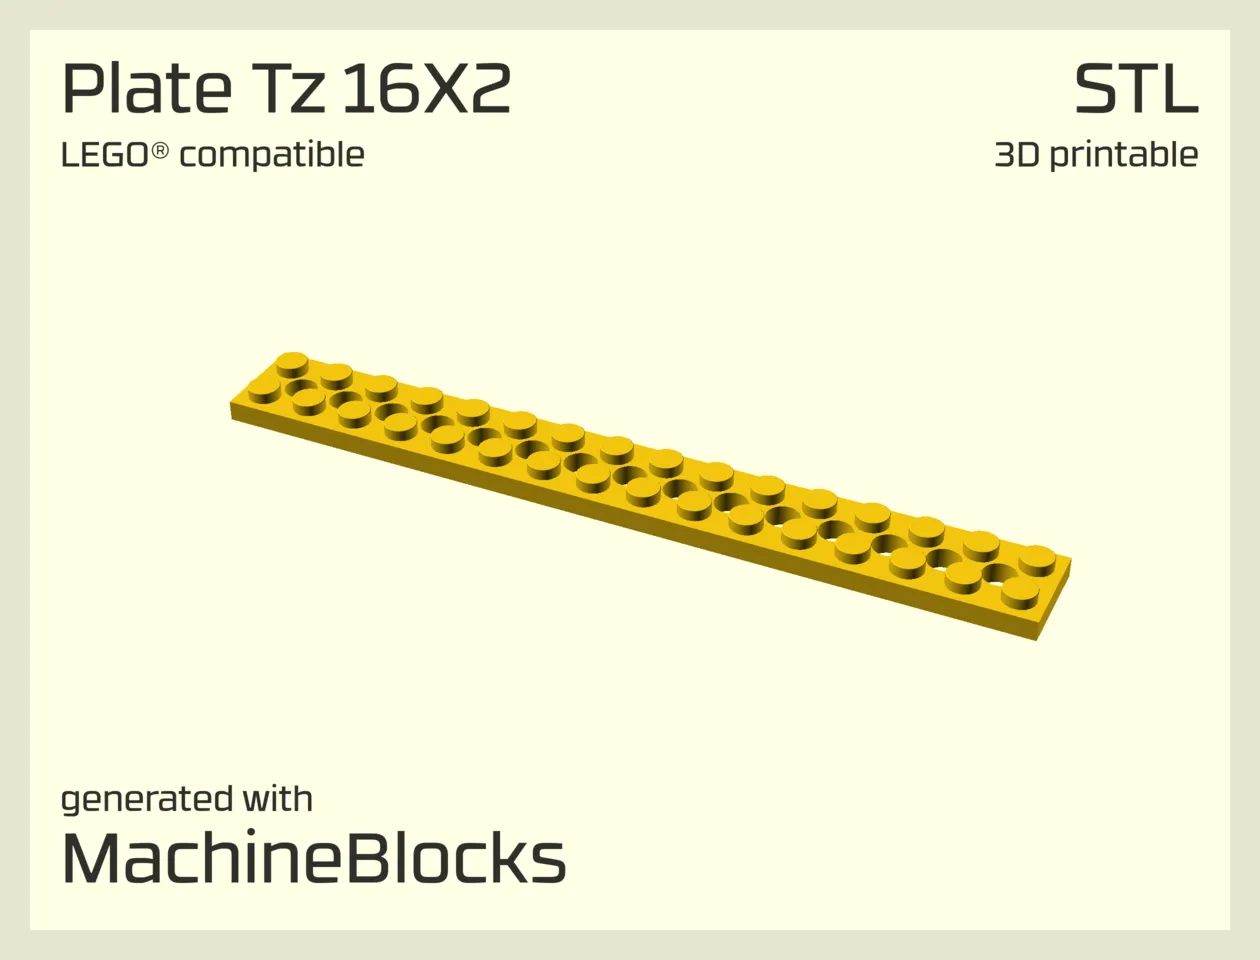 Plate Tz 16X2
LEGO® compatible
STL
3D printable
generated with
MachineBlocks